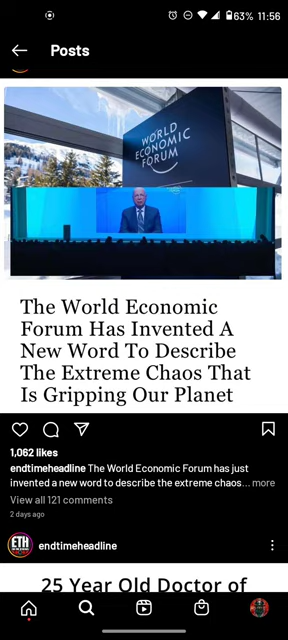 63% 11:56
Posts
WORLD
ECONOMIC
FORUM
The World Economic
Forum Has Invented A
New Word To Describe
The Extreme Chaos That
Is Gripping Our Planet
1,062 likes
endtimeheadline The World Economic Forum has just
invented a new word to describe the extreme chaos... more
View all 121 comments
2 days ago
ETH
endtimeheadline
25 Year Old Doctor of